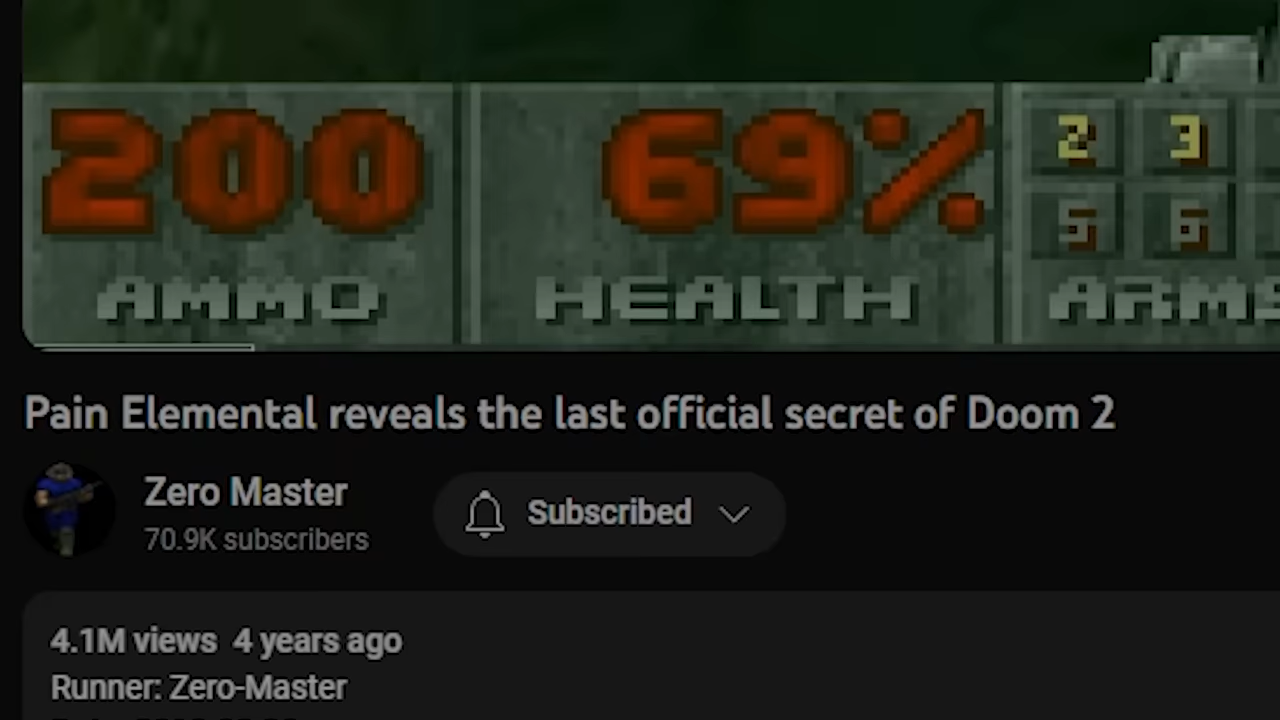 200 69% 2 3
5 6
AMMO HEALTH ARMS
Pain Elemental reveals the last official secret of Doom 2
Zero Master
70.9K subscribers
Subscribed
4.1M views 4 years ago
Runner: Zero-Master